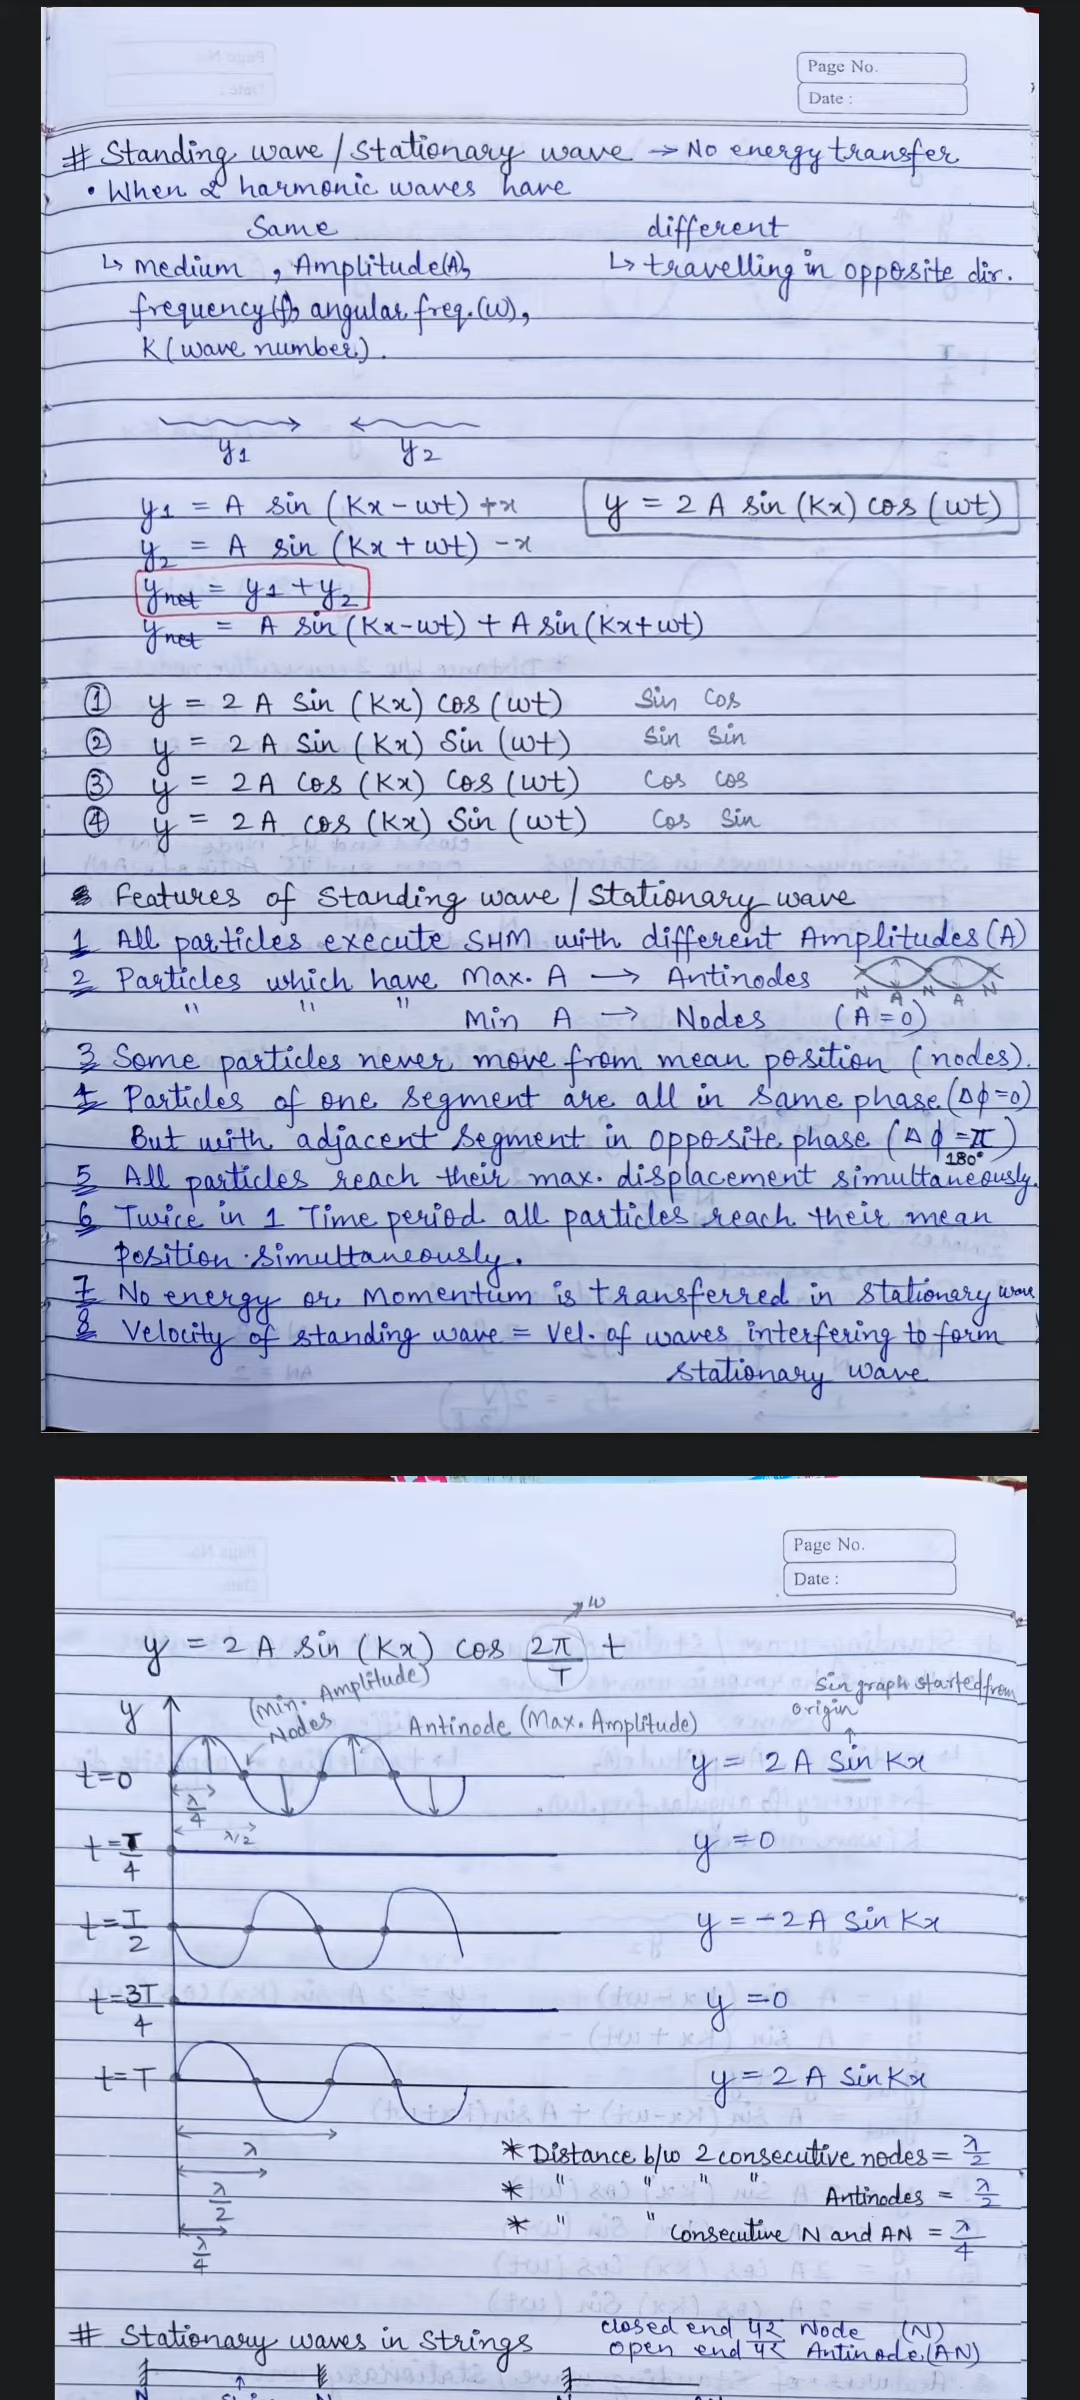 Page No.
Date :
# Standing wave / Stationary wave → No energy transfer
• When 2 harmonic waves have
Same different
↳ medium , Amplitude(A), ↳ travelling in opposite dir.
frequency(f), angular freq.(ω),
K (wave number).
y1 y2
y1 = A sin (Kx - ωt) +x
y = 2 A sin (Kx) cos (ωt)
y2 = A sin (Kx + ωt) -x
ynet = y1 + y2
ynet = A sin (Kx-ωt) + A sin (Kx+ωt)
① y = 2 A Sin (Kx) cos (ωt) Sin Cos
② y = 2 A Sin (Kx) Sin (ωt) Sin Sin
③ y = 2 A cos (Kx) cos (ωt) Cos cos
④ y = 2 A cos (Kx) Sin (ωt) Cos Sin
Features of Standing wave / Stationary wave
1 All particles execute SHM with different Amplitudes (A)
2 Particles which have Max. A → Antinodes
N A N A N
" " " Min A → Nodes (A = 0)
3 Some particles never move from mean position (nodes).
4 Particles of one segment are all in same phase (Δϕ=0)
But with adjacent segment in opposite phase (Δϕ=π)
180°
5 All particles reach their max. displacement simultaneously.
6 Twice in 1 Time period all particles reach their mean
position simultaneously.
7 No energy or Momentum is transferred in stationary wave
8 Velocity of standing wave = Vel. of waves interfering to form
stationary wave
Page No.
Date :
ω
y = 2 A sin (Kx) cos 2π/T t
(Min. Amplitude)
Nodes
Sin graph started from
origin
y
Antinode (Max. Amplitude)
t=0 y = 2 A Sin Kx
λ/4
λ/2
t=T/4 y = 0
t=T/2 y = -2 A Sin Kx
t=3T/4 y = 0
t=T y = 2 A Sin Kx
λ
* Distance b/w 2 consecutive nodes = λ/2
λ/2
* " " " " Antinodes = λ/2
* " " Consecutive N and AN = λ/4
λ/4
# Stationary waves in Strings
closed end पर Node (N)
open end पर Antinode (AN)